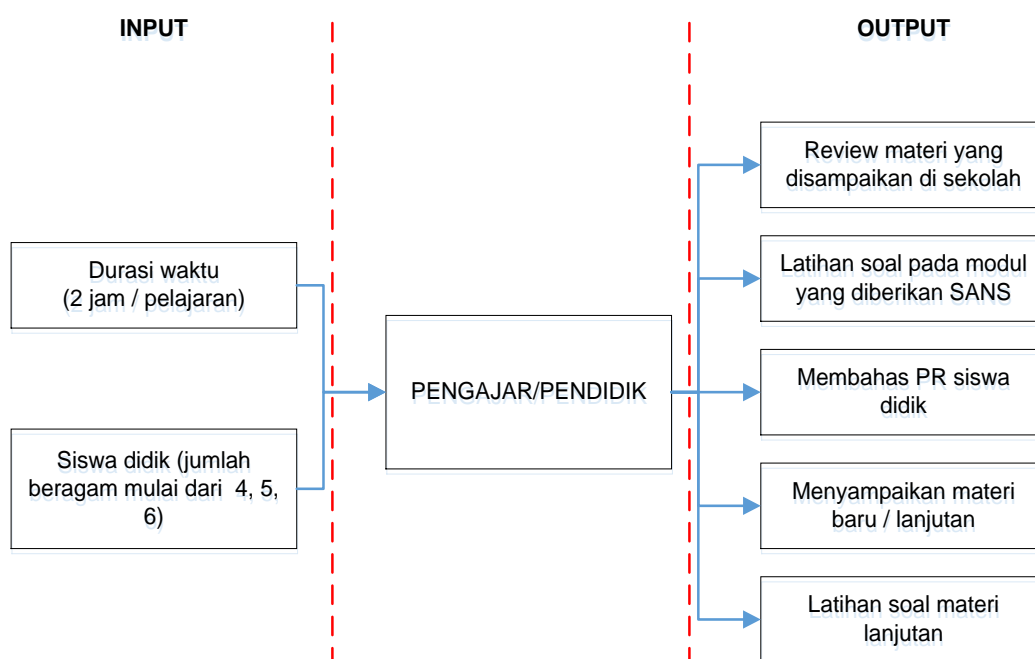 INPUT
OUTPUT
Review materi yang
disampaikan di sekolah
Durasi waktu
(2 jam / pelajaran)
Latihan soal pada modul
yang diberikan SANS
PENGAJAR/PENDIDIK
Membahas PR siswa
didik
Siswa didik (jumlah
beragam mulai dari 4, 5,
6)
Menyampaikan materi
baru / lanjutan
Latihan soal materi
lanjutan